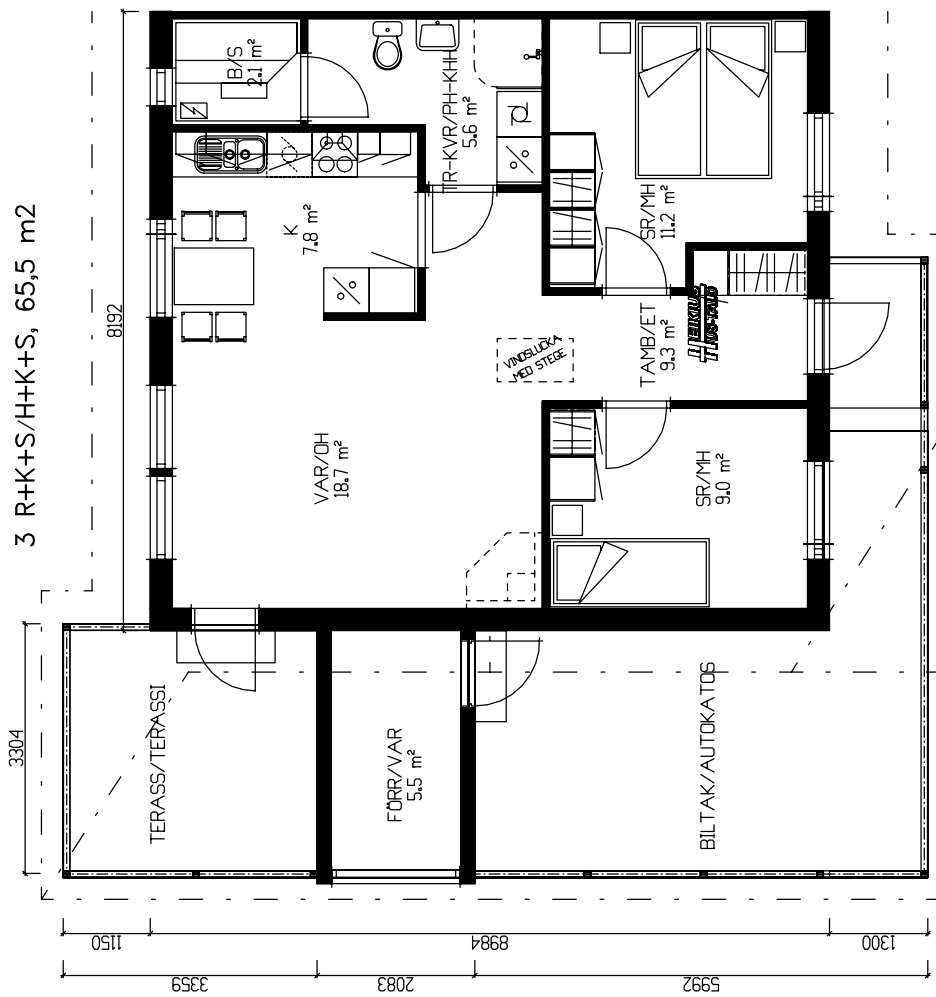 3 R+K+S/H+K+S, 65,5 m2
8192
3304
B/S
2.1 m²
TR-KVR/PH-KHH
5.6 m²
K
7.8 m²
SR/MH
11.2 m²
TAMB/ET
9.3 m²
HEIKIUS
HUS-TALO
VINDSLUCKA
MED STEGE
VAR/OH
18.7 m²
SR/MH
9.0 m²
TERASS/TERASSI
FÖRR/VAR
5.5 m²
BILTAK/AUTOKATOS
1150
8984
1300
3359
2083
5992